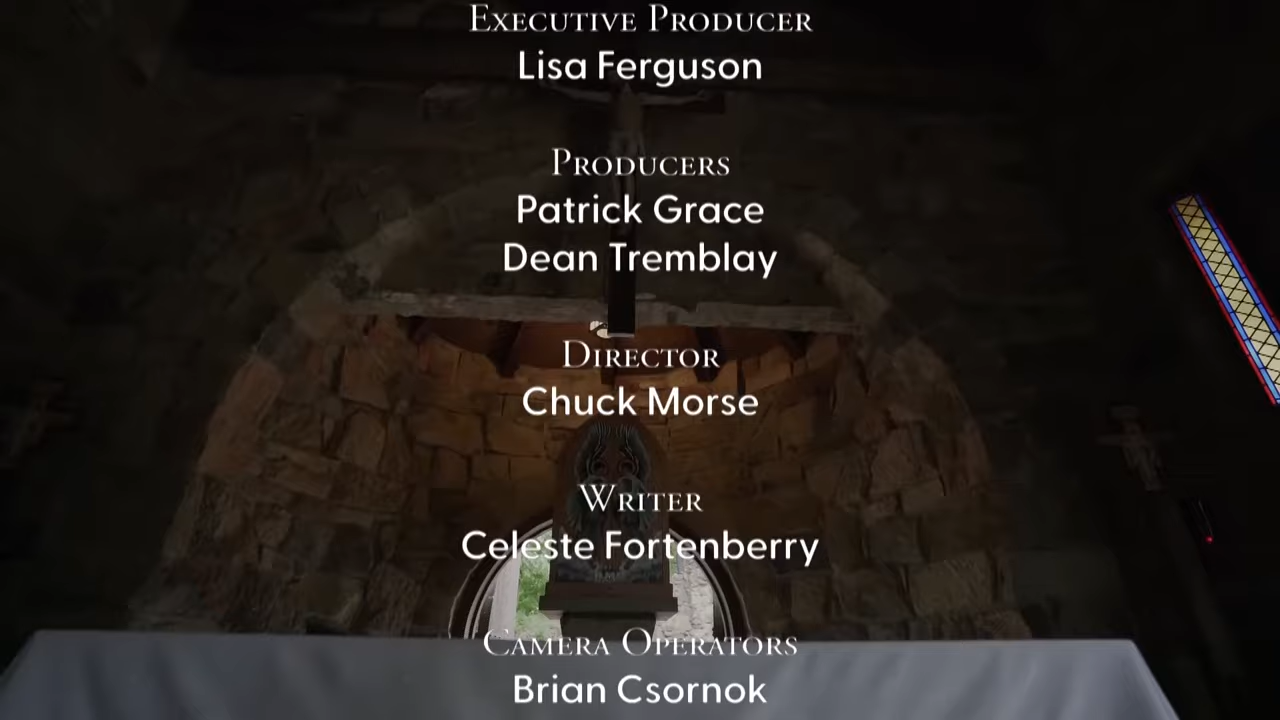 Executive Producer
Lisa Ferguson
Producers
Patrick Grace
Dean Tremblay
Director
Chuck Morse
Writer
Celeste Fortenberry
Camera Operators
Brian Csornok